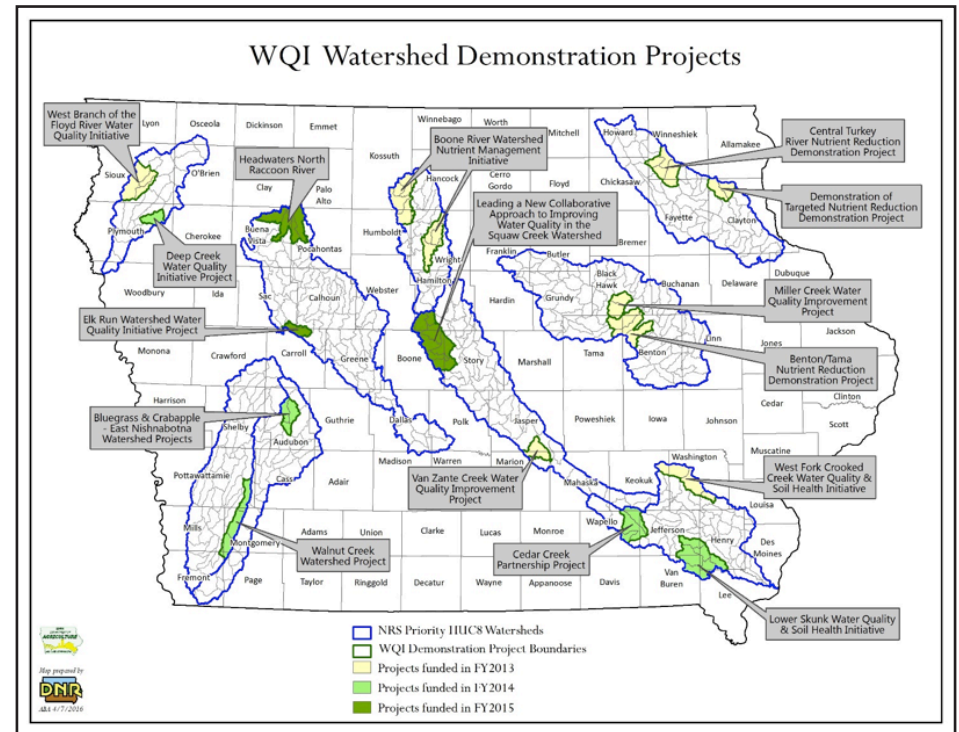 WQI Watershed Demonstration Projects
West Branch of the
Floyd River Water
Quality Initiative
Lyon
Osceola
Dickinson
Emmet
Winnebago
Worth
Mitchell
Howard
Winneshiek
Allamakee
Central Turkey
River Nutrient Reduction
Demonstration Project
Kossuth
Boone River Watershed
Nutrient Management
Initiative
Hancock
Cerro
Gordo
Floyd
Chickasaw
Sioux
O'Brien
Headwaters North
Raccoon River
Clay
Palo
Alto
Leading a New Collaborative
Approach to Improving
Water Quality in the
Squaw Creek Watershed
Demonstration of
Targeted Nutrient Reduction
Demonstration Project
Fayette
Clayton
Plymouth
Cherokee
Buena
Vista
Pocahontas
Humboldt
Wright
Franklin
Butler
Bremer
Deep Creek
Water Quality
Initiative Project
Woodbury
Ida
Sac
Calhoun
Webster
Hamilton
Hardin
Grundy
Black
Hawk
Buchanan
Delaware
Dubuque
Miller Creek Water
Quality Improvement
Project
Elk Run Watershed Water
Quality Initiative Project
Monona
Crawford
Carroll
Greene
Boone
Story
Marshall
Tama
Benton
Linn
Jones
Jackson
Benton/Tama
Nutrient Reduction
Demonstration Project
Harrison
Bluegrass & Crabapple
- East Nishnabotna
Watershed Projects
Shelby
Audubon
Guthrie
Dallas
Polk
Jasper
Poweshiek
Iowa
Johnson
Cedar
Clinton
Scott
Muscatine
Pottawattamie
Cass
Adair
Madison
Warren
Marion
Mahaska
Keokuk
Washington
Louisa
Van Zante Creek Water
Quality Improvement
Project
West Fork Crooked
Creek Water Quality &
Soil Health Initiative
Mills
Montgomery
Adams
Union
Clarke
Lucas
Monroe
Wapello
Jefferson
Henry
Des
Moines
Walnut Creek
Watershed Project
Cedar Creek
Partnership Project
Fremont
Page
Taylor
Ringgold
Decatur
Wayne
Appanoose
Davis
Van
Buren
Lee
Lower Skunk Water Quality
& Soil Health Initiative
NRS Priority HUC8 Watersheds
WQI Demonstration Project Boundaries
Projects funded in FY2013
Projects funded in FY2014
Projects funded in FY2015
AGRICULTURE
Map prepared by
DNR
4/7/2016